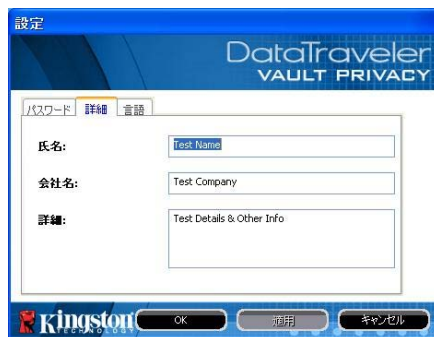 設定
DataTraveler
VAULT PRIVACY
パスワード 詳細 言語
氏名: Test Name
会社名: Test Company
詳細: Test Details & Other Info
Kingston OK 適用 キャンセル
TECHNOLOGY